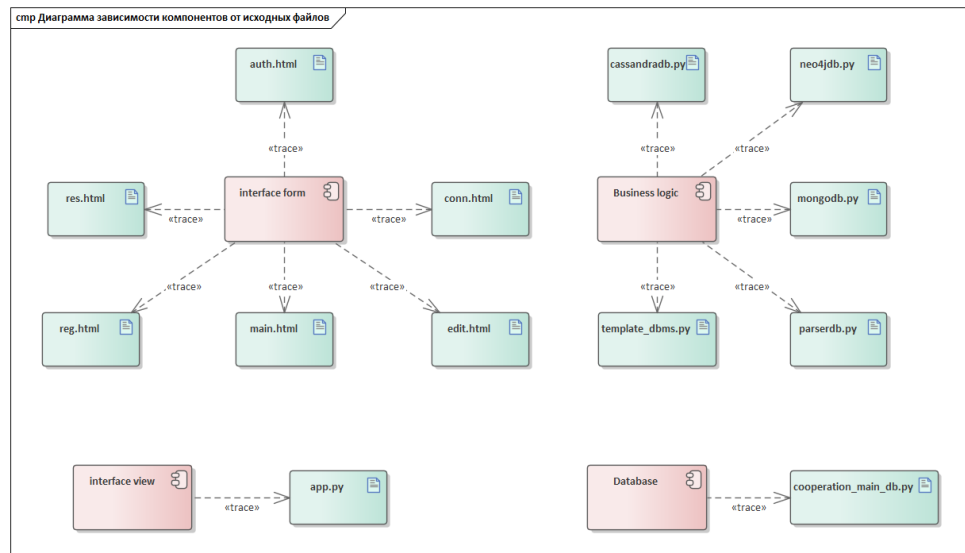 cmp Диаграмма зависимости компонентов от исходных файлов
auth.html
cassandradb.py
neo4jdb.py
«trace»
«trace»
«trace»
res.html
interface form
conn.html
Business logic
mongodb.py
«trace»
«trace»
«trace»
«trace»
«trace»
«trace»
«trace»
«trace»
reg.html
main.html
edit.html
template_dbms.py
parserdb.py
interface view
app.py
Database
cooperation_main_db.py
«trace»
«trace»